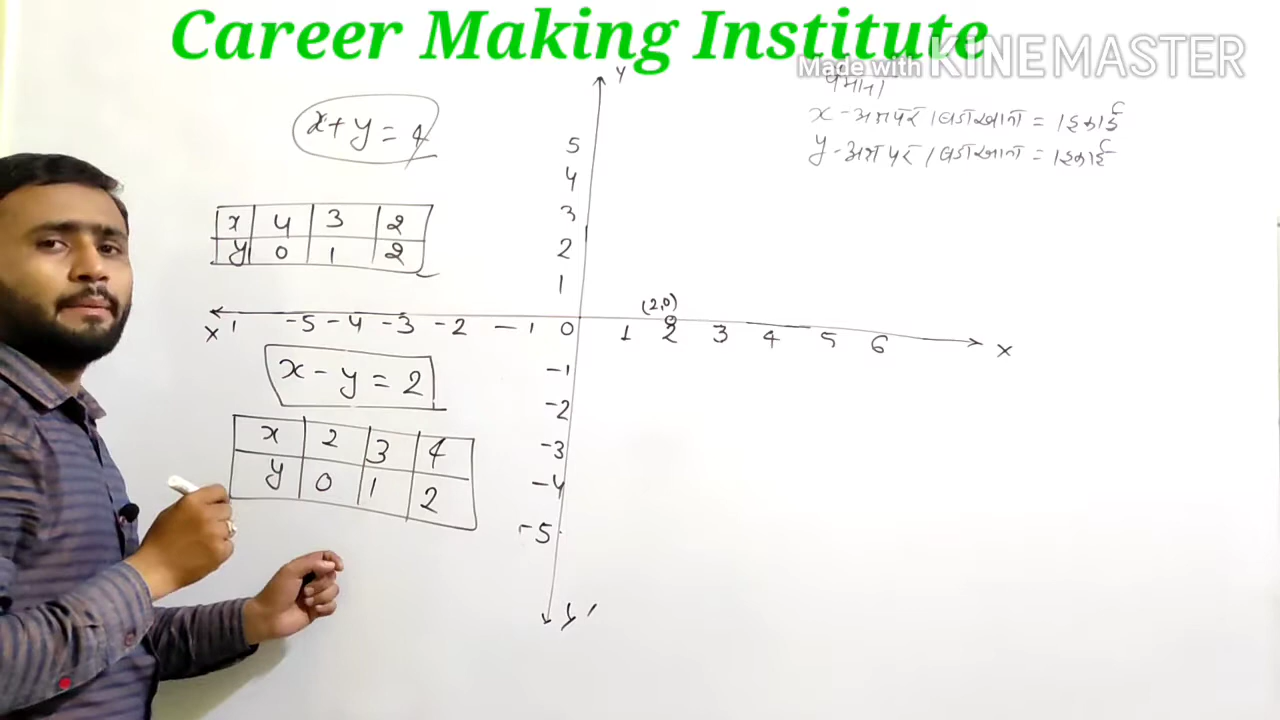 Career Making Institute
Made with KINEMASTER
पैमाना
x - अक्ष पर 1 बड़ा खाना = 1 इकाई
y - अक्ष पर 1 बड़ा खाना = 1 इकाई
x + y = 4
x 4 3 2
y 0 1 2
x - y = 2
x 2 3 4
y 0 1 2
Y
5
4
3
2
1
(2,0)
X' -5 -4 -3 -2 -1 0 1 2 3 4 5 6 X
-1
-2
-3
-4
-5
Y'